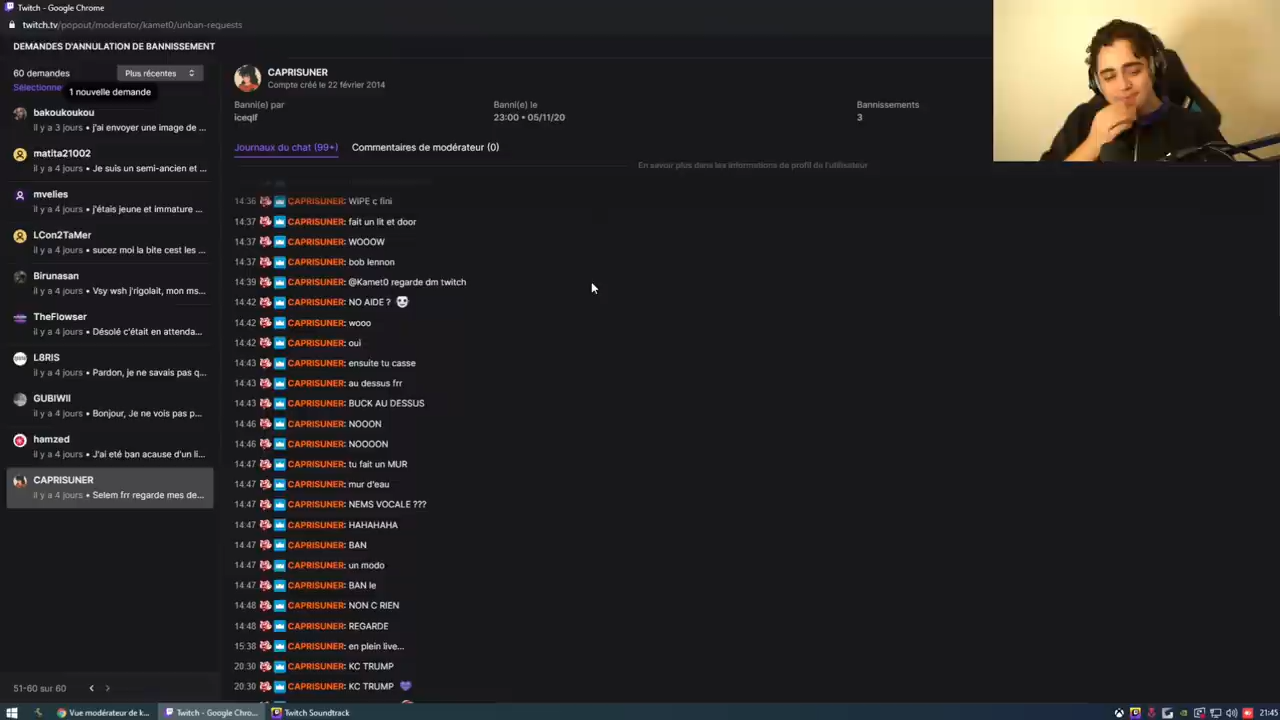 Twitch - Google Chrome
twitch.tv/popout/moderator/kamet0/unban-requests
DEMANDES D'ANNULATION DE BANNISSEMENT
60 demandes
Plus récentes
Sélectionne
1 nouvelle demande
bakoukoukou
il y a 3 jours • j'ai envoyer une image de ...
matita21002
il y a 4 jours • Je suis un semi-ancien et ...
mvelies
il y a 4 jours • j'étais jeune et immature ...
LCon2TaMer
il y a 4 jours • sucez moi la bite cest les ...
Birunasan
il y a 4 jours • Vsy wsh j'rigolait, mon ms...
TheFlowser
il y a 4 jours • Désolé c'était en attenda...
L8RIS
il y a 4 jours • Pardon, je ne savais pas q...
GUBIWII
il y a 4 jours • Bonjour, Je ne vois pas p...
hamzed
il y a 4 jours • J'ai eté ban acause d'un li...
CAPRISUNER
il y a 4 jours • Selem frr regarde mes de...
51-60 sur 60
CAPRISUNER
Compte créé le 22 février 2014
Banni(e) par
iceqlf
Banni(e) le
23:00 • 05/11/20
Bannissements
3
Journaux du chat (99+)
Commentaires de modérateur (0)
En savoir plus dans les informations de profil de l'utilisateur
14:36 CAPRISUNER: WIPE c fini
14:37 CAPRISUNER: fait un lit et door
14:37 CAPRISUNER: WOOOW
14:37 CAPRISUNER: bob lennon
14:39 CAPRISUNER: @Kamet0 regarde dm twitch
14:42 CAPRISUNER: NO AIDE ?
14:42 CAPRISUNER: wooo
14:42 CAPRISUNER: oui
14:43 CAPRISUNER: ensuite tu casse
14:43 CAPRISUNER: au dessus frr
14:43 CAPRISUNER: BUCK AU DESSUS
14:46 CAPRISUNER: NOOON
14:46 CAPRISUNER: NOOOON
14:47 CAPRISUNER: tu fait un MUR
14:47 CAPRISUNER: mur d'eau
14:47 CAPRISUNER: NEMS VOCALE ???
14:47 CAPRISUNER: HAHAHAHA
14:47 CAPRISUNER: BAN
14:47 CAPRISUNER: un modo
14:47 CAPRISUNER: BAN le
14:48 CAPRISUNER: NON C RIEN
14:48 CAPRISUNER: REGARDE
15:38 CAPRISUNER: en plein live...
20:30 CAPRISUNER: KC TRUMP
20:30 CAPRISUNER: KC TRUMP
Vue modérateur de k...
Twitch - Google Chro...
Twitch Soundtrack
21:45